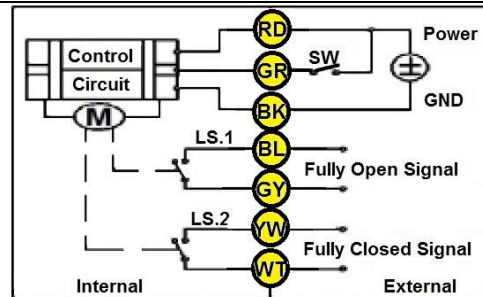 RD
Power
Control
GR
SW
Circuit
BK
GND
M
LS.1
BL
Fully Open Signal
GY
LS.2
YW
Fully Closed Signal
WT
Internal
External